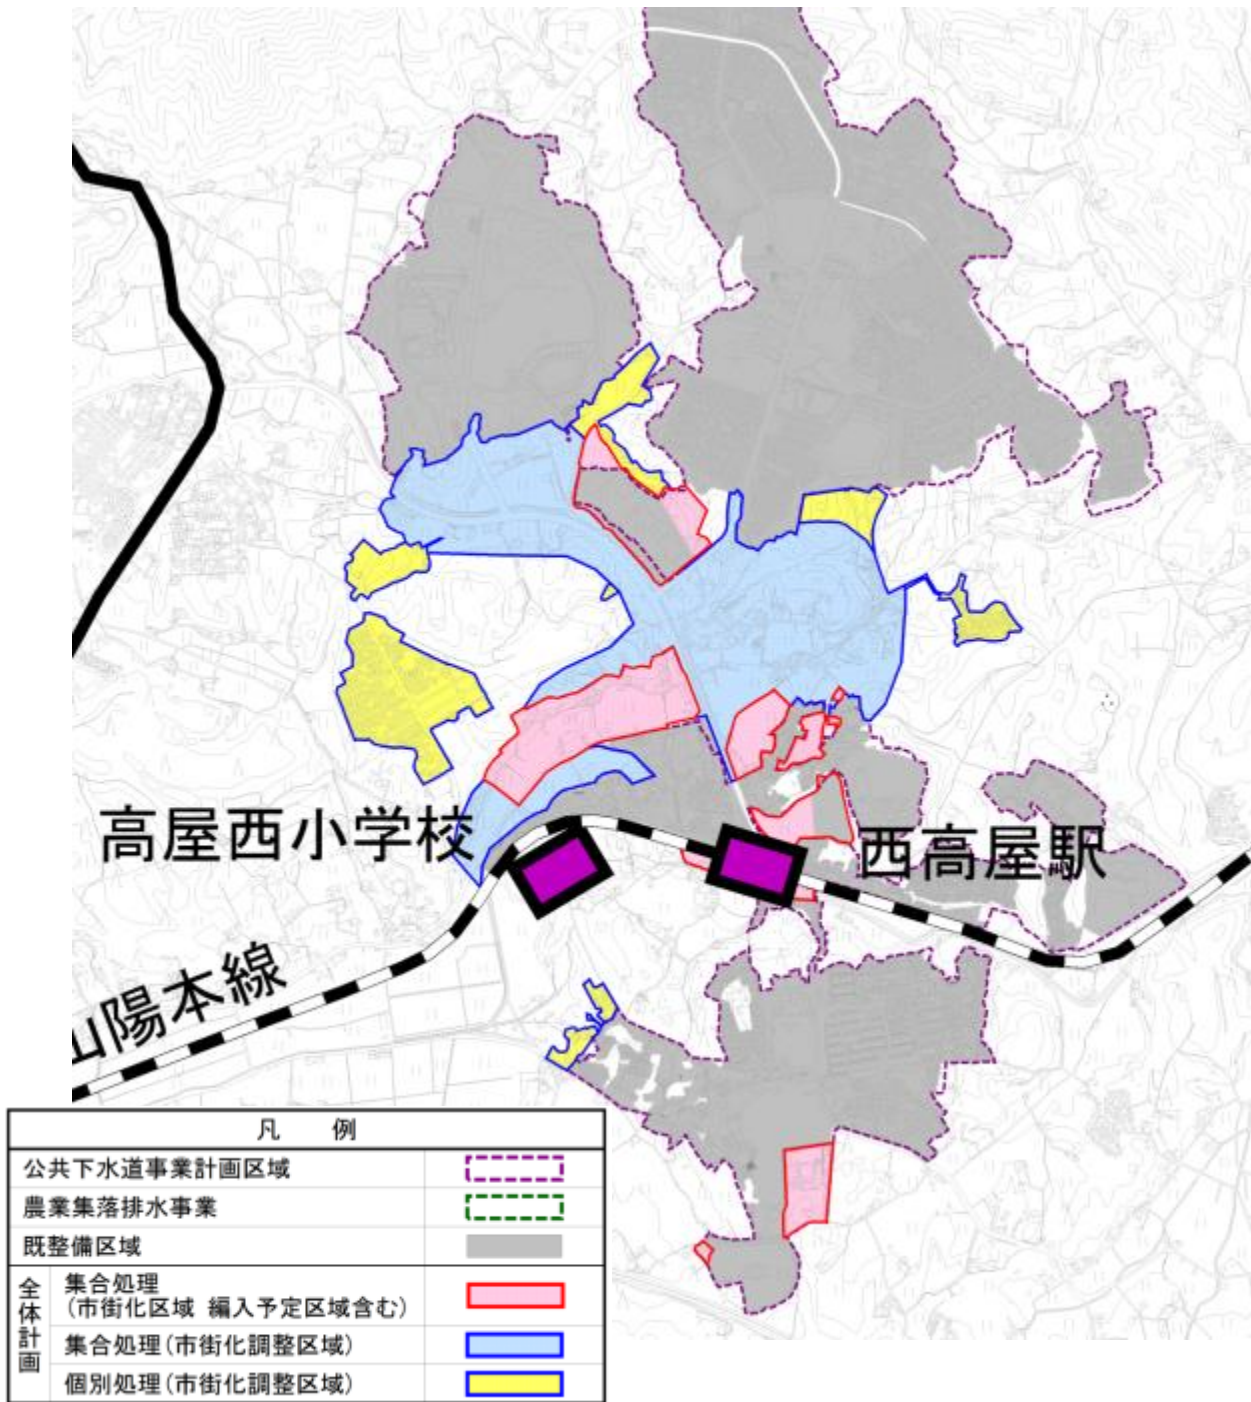 高屋西小学校
西高屋駅
山陽本線
凡 例
公共下水道事業計画区域
農業集落排水事業
既整備区域
全体計画
集合処理
(市街化区域 編入予定区域含む)
集合処理(市街化調整区域)
個別処理(市街化調整区域)